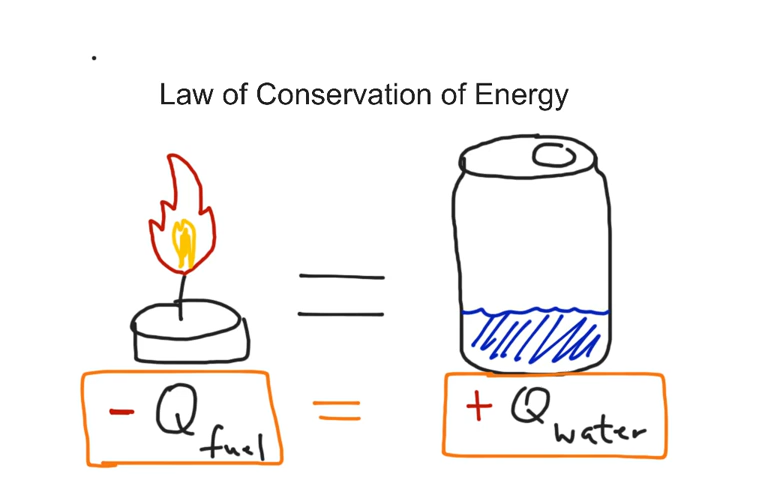 Law of Conservation of Energy
- Q fuel = + Q water